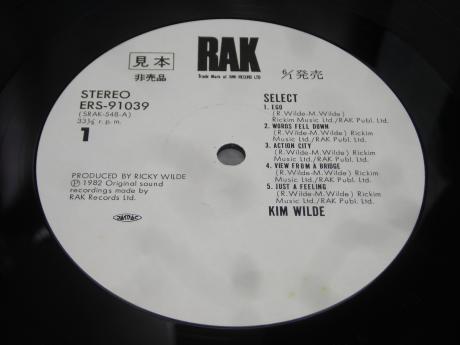 見本
非売品
RAK
Trade Mark of RAK RECORD LTD
発売
STEREO
ERS-91039
(SRAK-548-A)
33⅓ r.p.m.
1
SELECT
1. EGO
(R.Wilde-M.Wilde) Rickim
Music Ltd./RAK Publ. Ltd.
2. WORDS FELL DOWN
(R.Wilde-M.Wilde) Rickim
Music Ltd./RAK Publ. Ltd.
3. ACTION CITY
(R.Wilde-M.Wilde) Rickim
Music Ltd./RAK Publ. Ltd.
4. VIEW FROM A BRIDGE
(R.Wilde-M.Wilde) Rickim
Music Ltd./RAK Publ. Ltd.
5. JUST A FEELING
(R.Wilde-M.Wilde) Rickim
Music Ltd./RAK Publ. Ltd.
KIM WILDE
PRODUCED BY RICKY WILDE
Ⓟ 1982 Original sound
recordings made by
RAK Records Ltd.